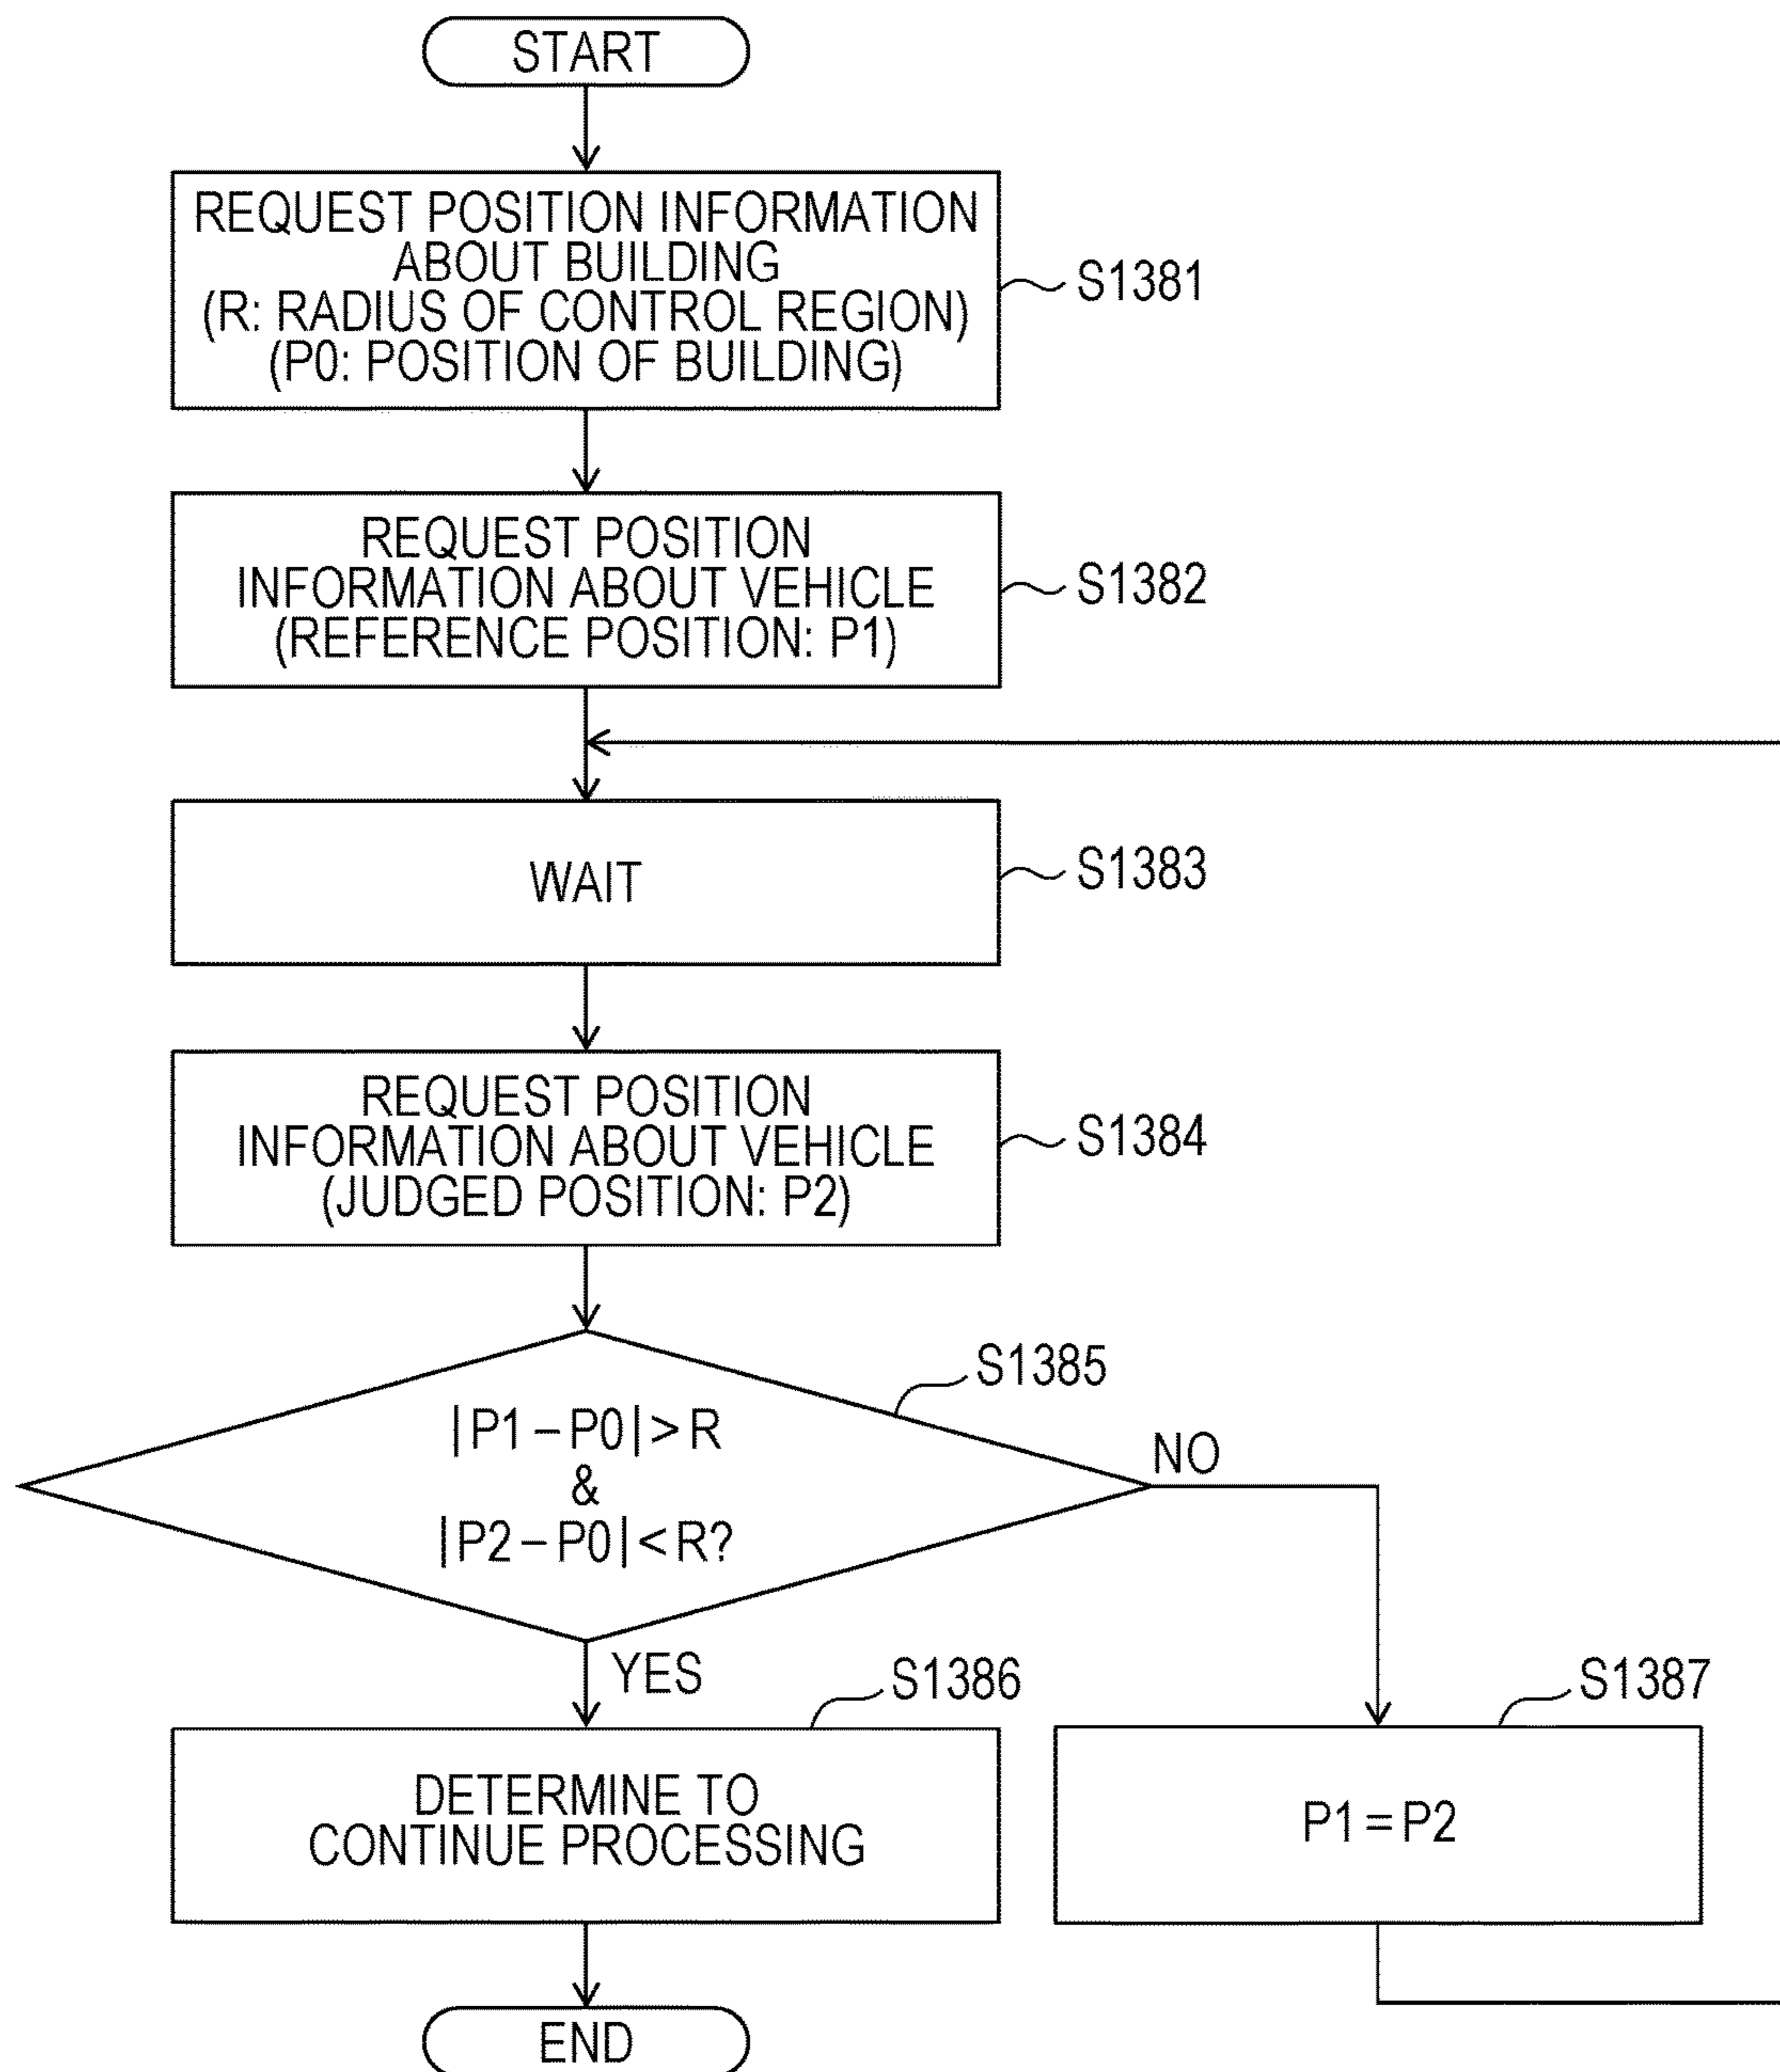 START
REQUEST POSITION INFORMATION
ABOUT BUILDING
(R: RADIUS OF CONTROL REGION)
(P0: POSITION OF BUILDING)
S1381
REQUEST POSITION
INFORMATION ABOUT VEHICLE
(REFERENCE POSITION: P1)
S1382
WAIT
S1383
REQUEST POSITION
INFORMATION ABOUT VEHICLE
(JUDGED POSITION: P2)
S1384
S1385
|P1 – P0| > R
&
|P2 – P0| < R?
NO
YES
S1386
DETERMINE TO
CONTINUE PROCESSING
S1387
P1 = P2
END